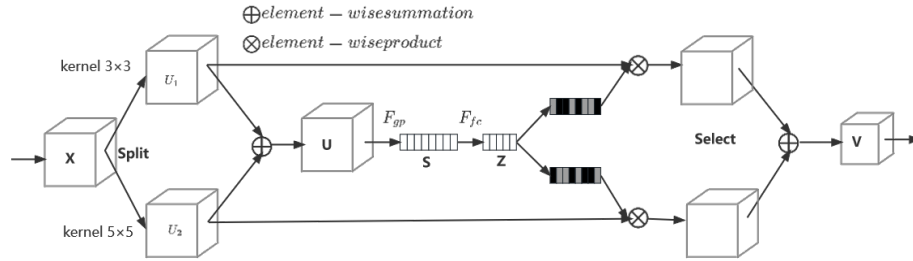 ⊕element − wisesummation
⊗element − wiseproduct
kernel 3×3
U₁
X
Split
kernel 5×5
U₂
U
F_gp
S
F_fc
Z
Select
V